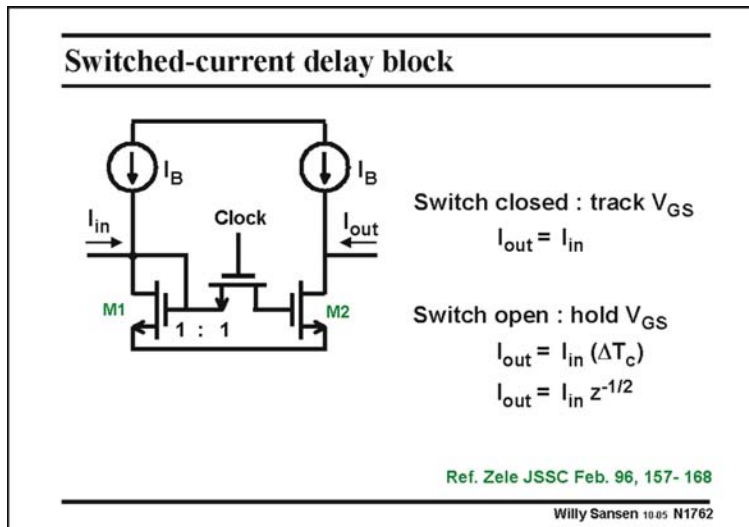 Switched-current delay block
I_B
I_B
I_in
Clock
I_out
M1
M2
1 : 1
Switch closed : track V_GS
I_out = I_in
Switch open : hold V_GS
I_out = I_in (ΔT_c)
I_out = I_in z^-1/2
Ref. Zele JSSC Feb. 96, 157- 168
Willy Sansen 10-05 N1762